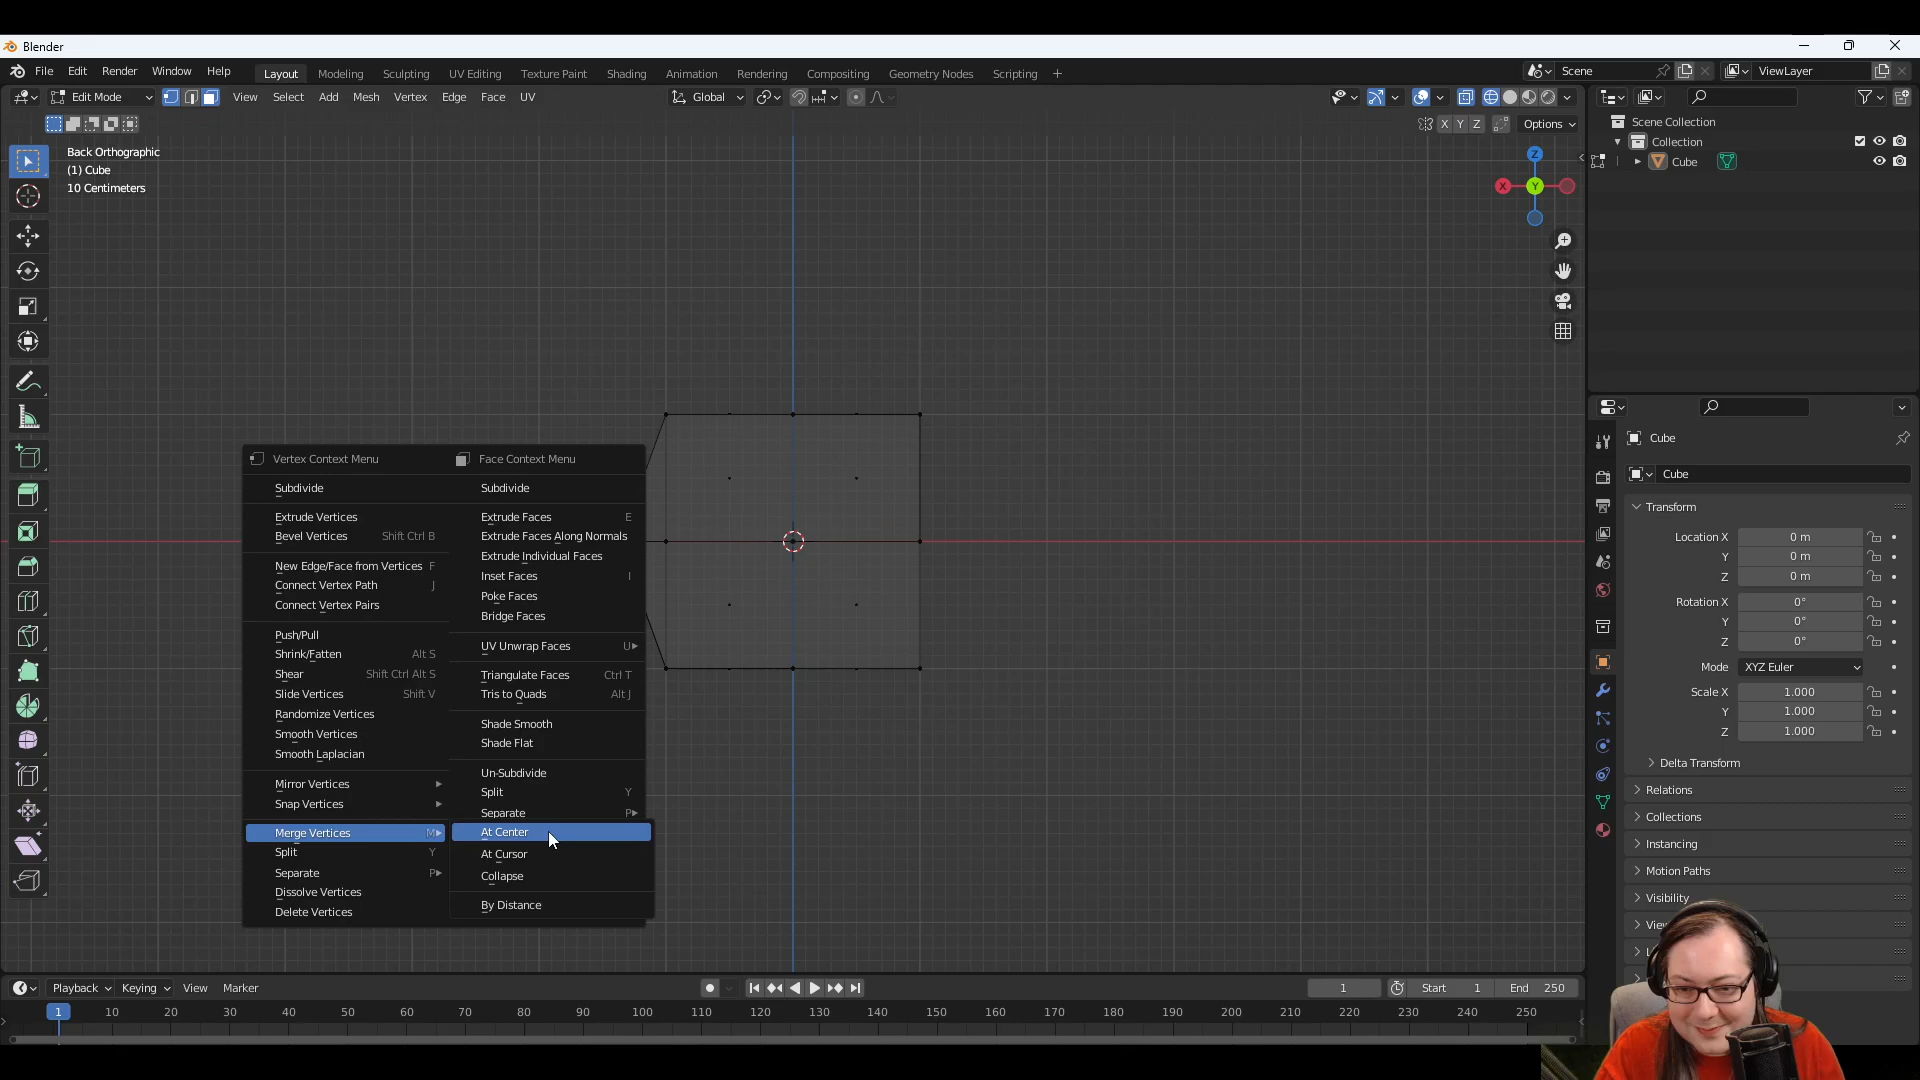 Blender
File Edit Render Window Help Layout Modeling Sculpting UV Editing Texture Paint Shading Animation Rendering Compositing Geometry Nodes Scripting + Scene ViewLayer
Edit Mode View Select Add Mesh Vertex Edge Face UV Global
X Y Z Options
Back Orthographic
(1) Cube
10 Centimeters
Z
X Y
Scene Collection
Collection
Cube
Vertex Context Menu
Subdivide
Extrude Vertices
Bevel Vertices Shift Ctrl B
New Edge/Face from Vertices F
Connect Vertex Path J
Connect Vertex Pairs
Push/Pull
Shrink/Fatten Alt S
Shear Shift Ctrl Alt S
Slide Vertices Shift V
Randomize Vertices
Smooth Vertices
Smooth Laplacian
Mirror Vertices
Snap Vertices
Merge Vertices M
Split Y
Separate P
Dissolve Vertices
Delete Vertices
Face Context Menu
Subdivide
Extrude Faces E
Extrude Faces Along Normals
Extrude Individual Faces
Inset Faces I
Poke Faces
Bridge Faces
UV Unwrap Faces U
Triangulate Faces Ctrl T
Tris to Quads Alt J
Shade Smooth
Shade Flat
Un-Subdivide
Split Y
Separate P
At Center
At Cursor
Collapse
By Distance
Cube
Cube
Transform
Location X 0 m
Y 0 m
Z 0 m
Rotation X 0°
Y 0°
Z 0°
Mode XYZ Euler
Scale X 1.000
Y 1.000
Z 1.000
Delta Transform
Relations
Collections
Instancing
Motion Paths
Visibility
Playback Keying View Marker 1 Start 1 End 250
1 10 20 30 40 50 60 70 80 90 100 110 120 130 140 150 160 170 180 190 200 210 220 230 240 250